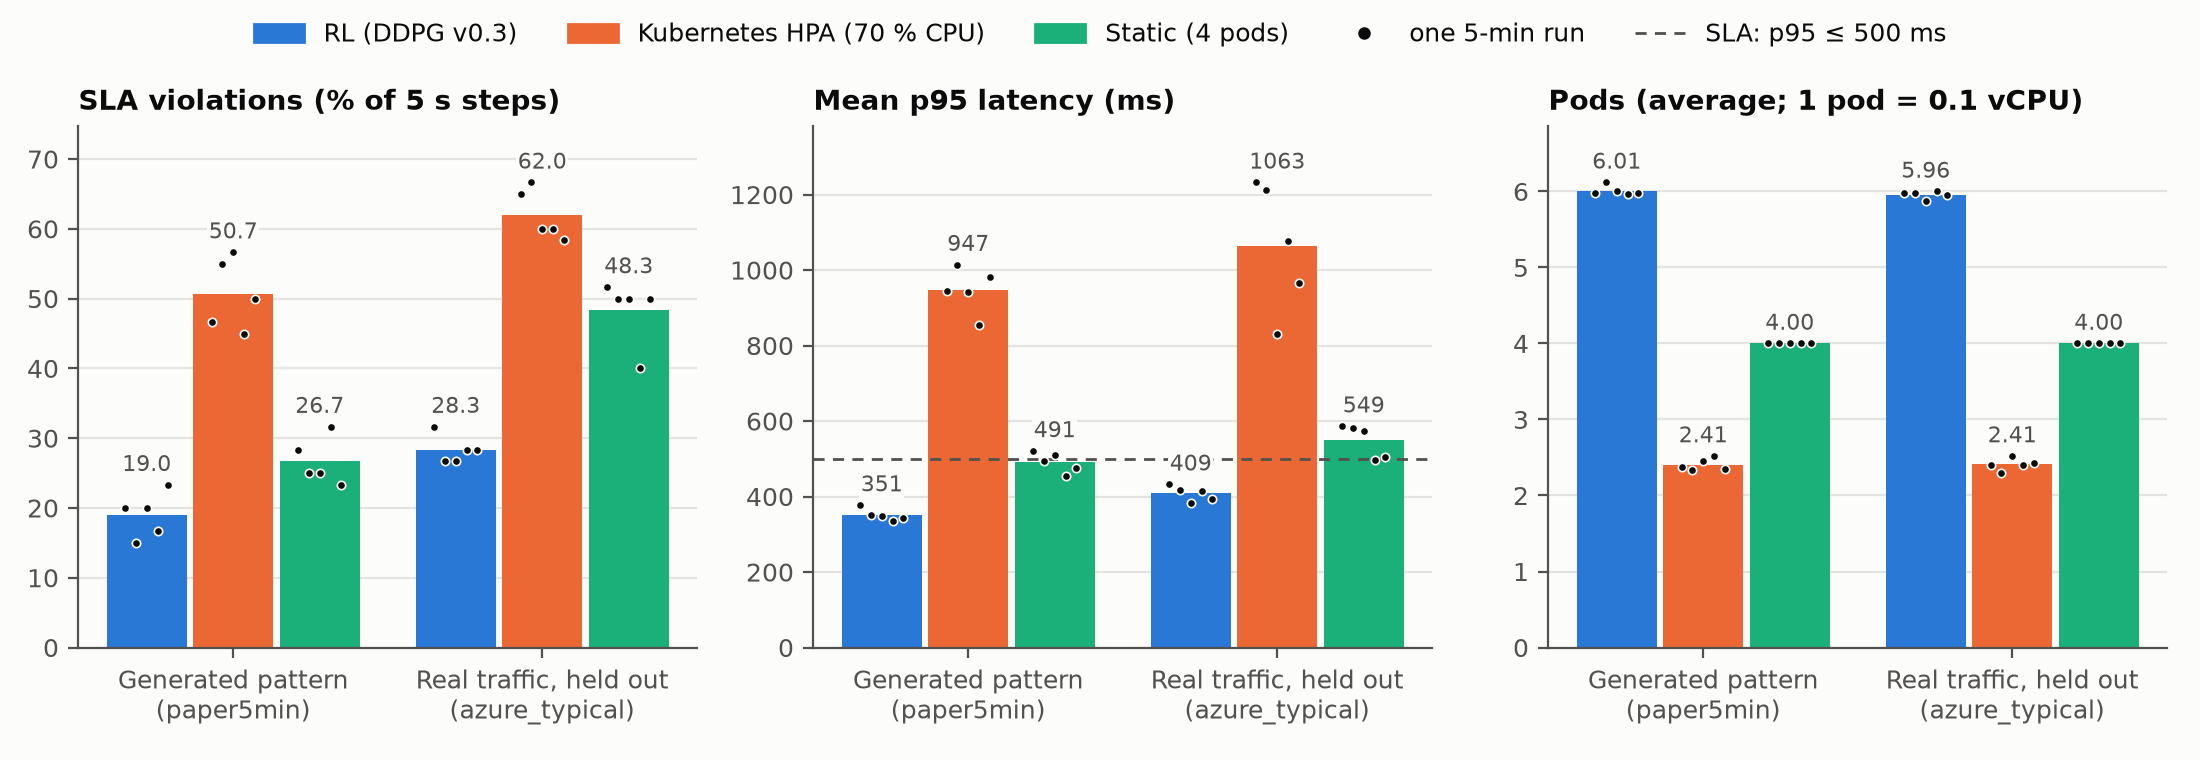 RL (DDPG v0.3)
Kubernetes HPA (70 % CPU)
Static (4 pods)
one 5-min run
SLA: p95 ≤ 500 ms
SLA violations (% of 5 s steps)
70
60
50
40
30
20
10
0
19.0
50.7
26.7
28.3
62.0
48.3
Generated pattern
(paper5min)
Real traffic, held out
(azure_typical)
Mean p95 latency (ms)
1200
1000
800
600
400
200
0
351
947
491
409
1063
549
Generated pattern
(paper5min)
Real traffic, held out
(azure_typical)
Pods (average; 1 pod = 0.1 vCPU)
6
5
4
3
2
1
0
6.01
2.41
4.00
5.96
2.41
4.00
Generated pattern
(paper5min)
Real traffic, held out
(azure_typical)